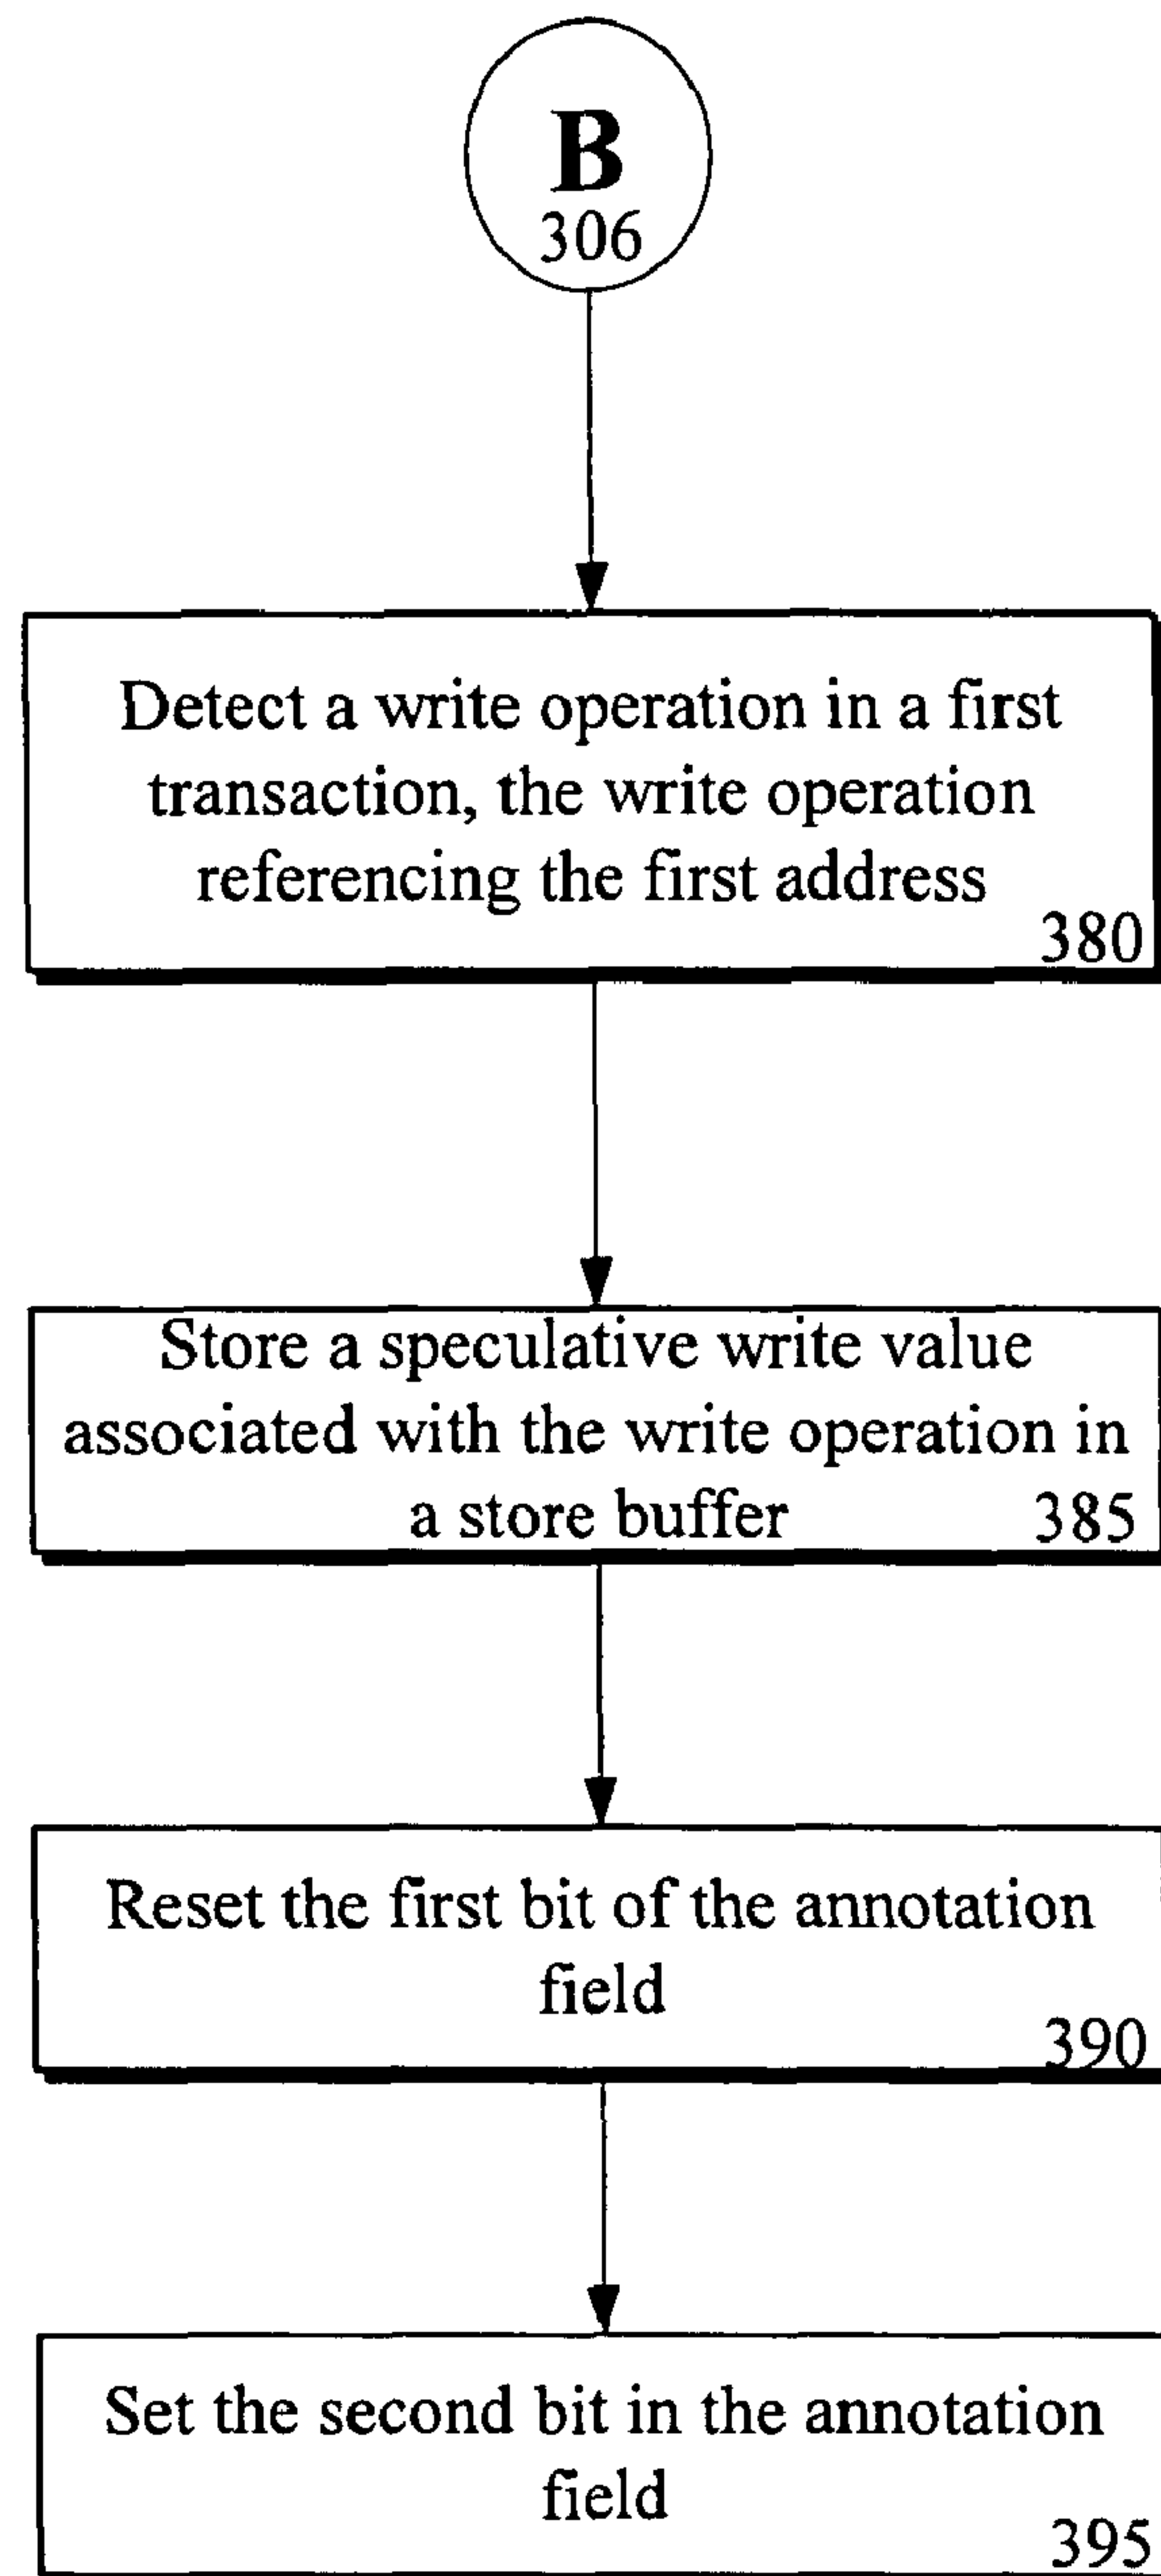 B
306
Detect a write operation in a first
transaction, the write operation
referencing the first address
380
Store a speculative write value
associated with the write operation in
a store buffer
385
Reset the first bit of the annotation
field
390
Set the second bit in the annotation
field
395